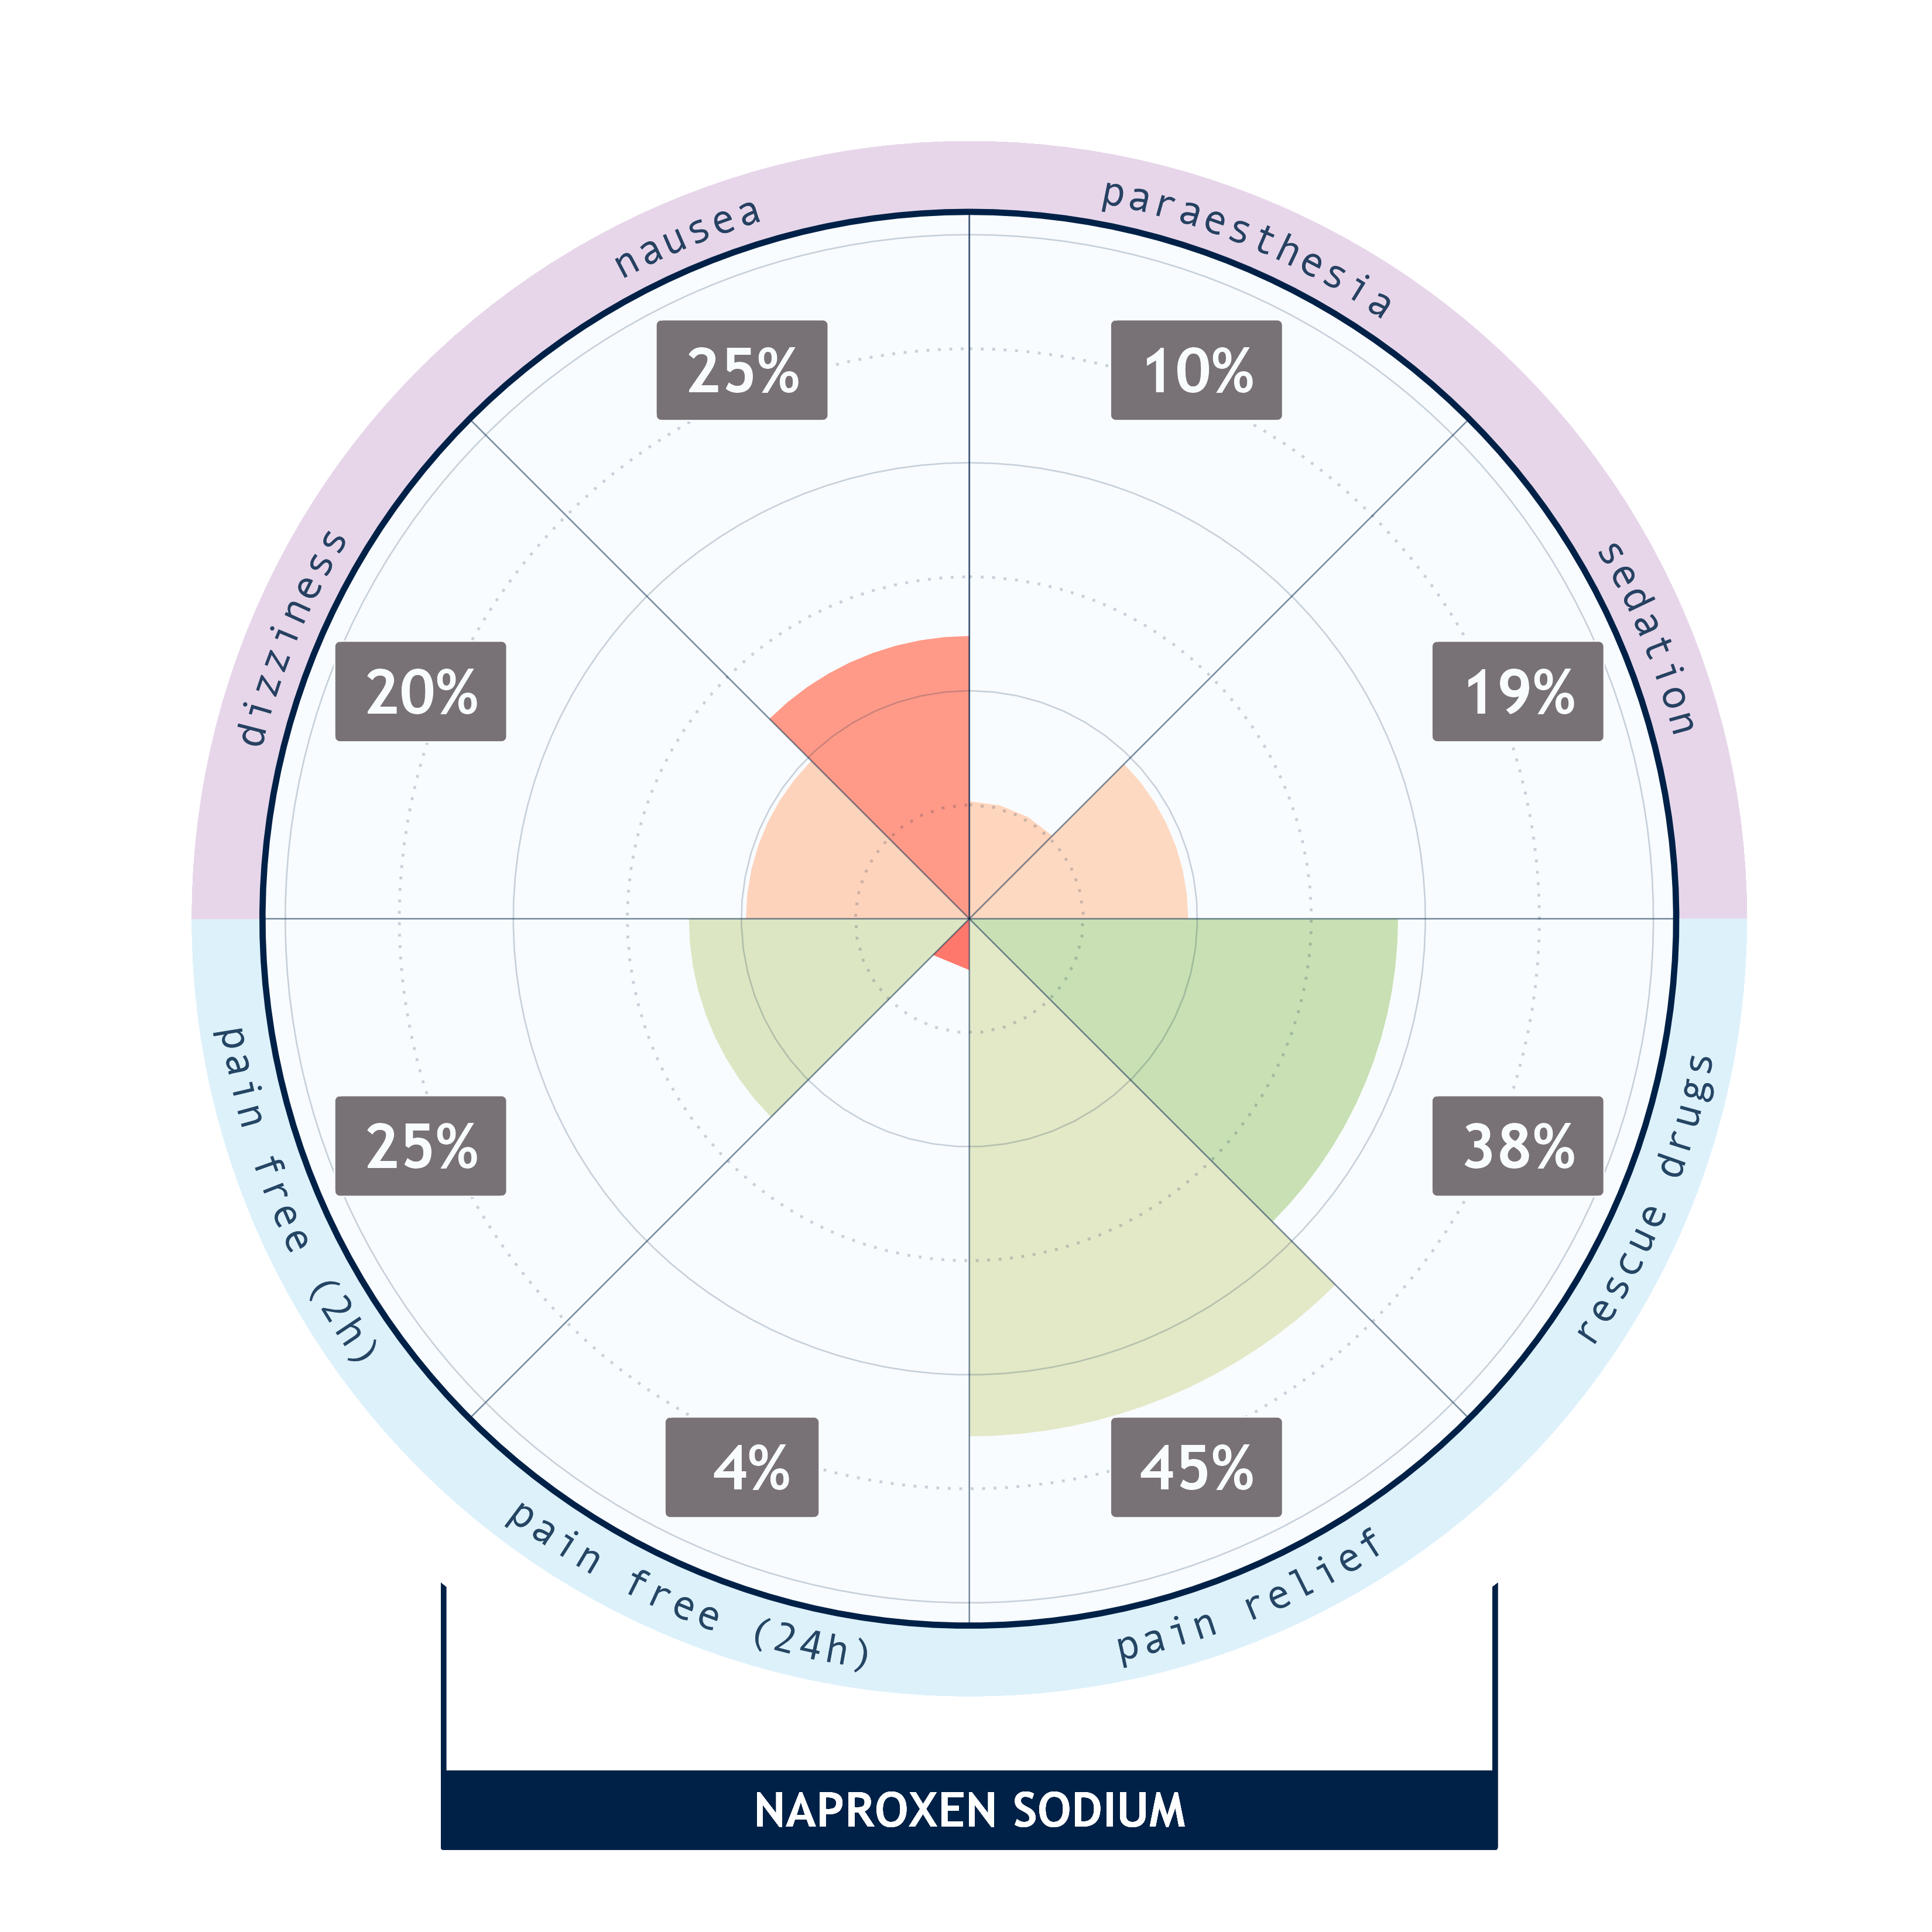 nausea
paraesthesia
25%
10%
dizziness
sedation
20%
19%
pain free (2h)
rescue drugs
25%
38%
4%
45%
pain free (24h)
pain relief
NAPROXEN SODIUM